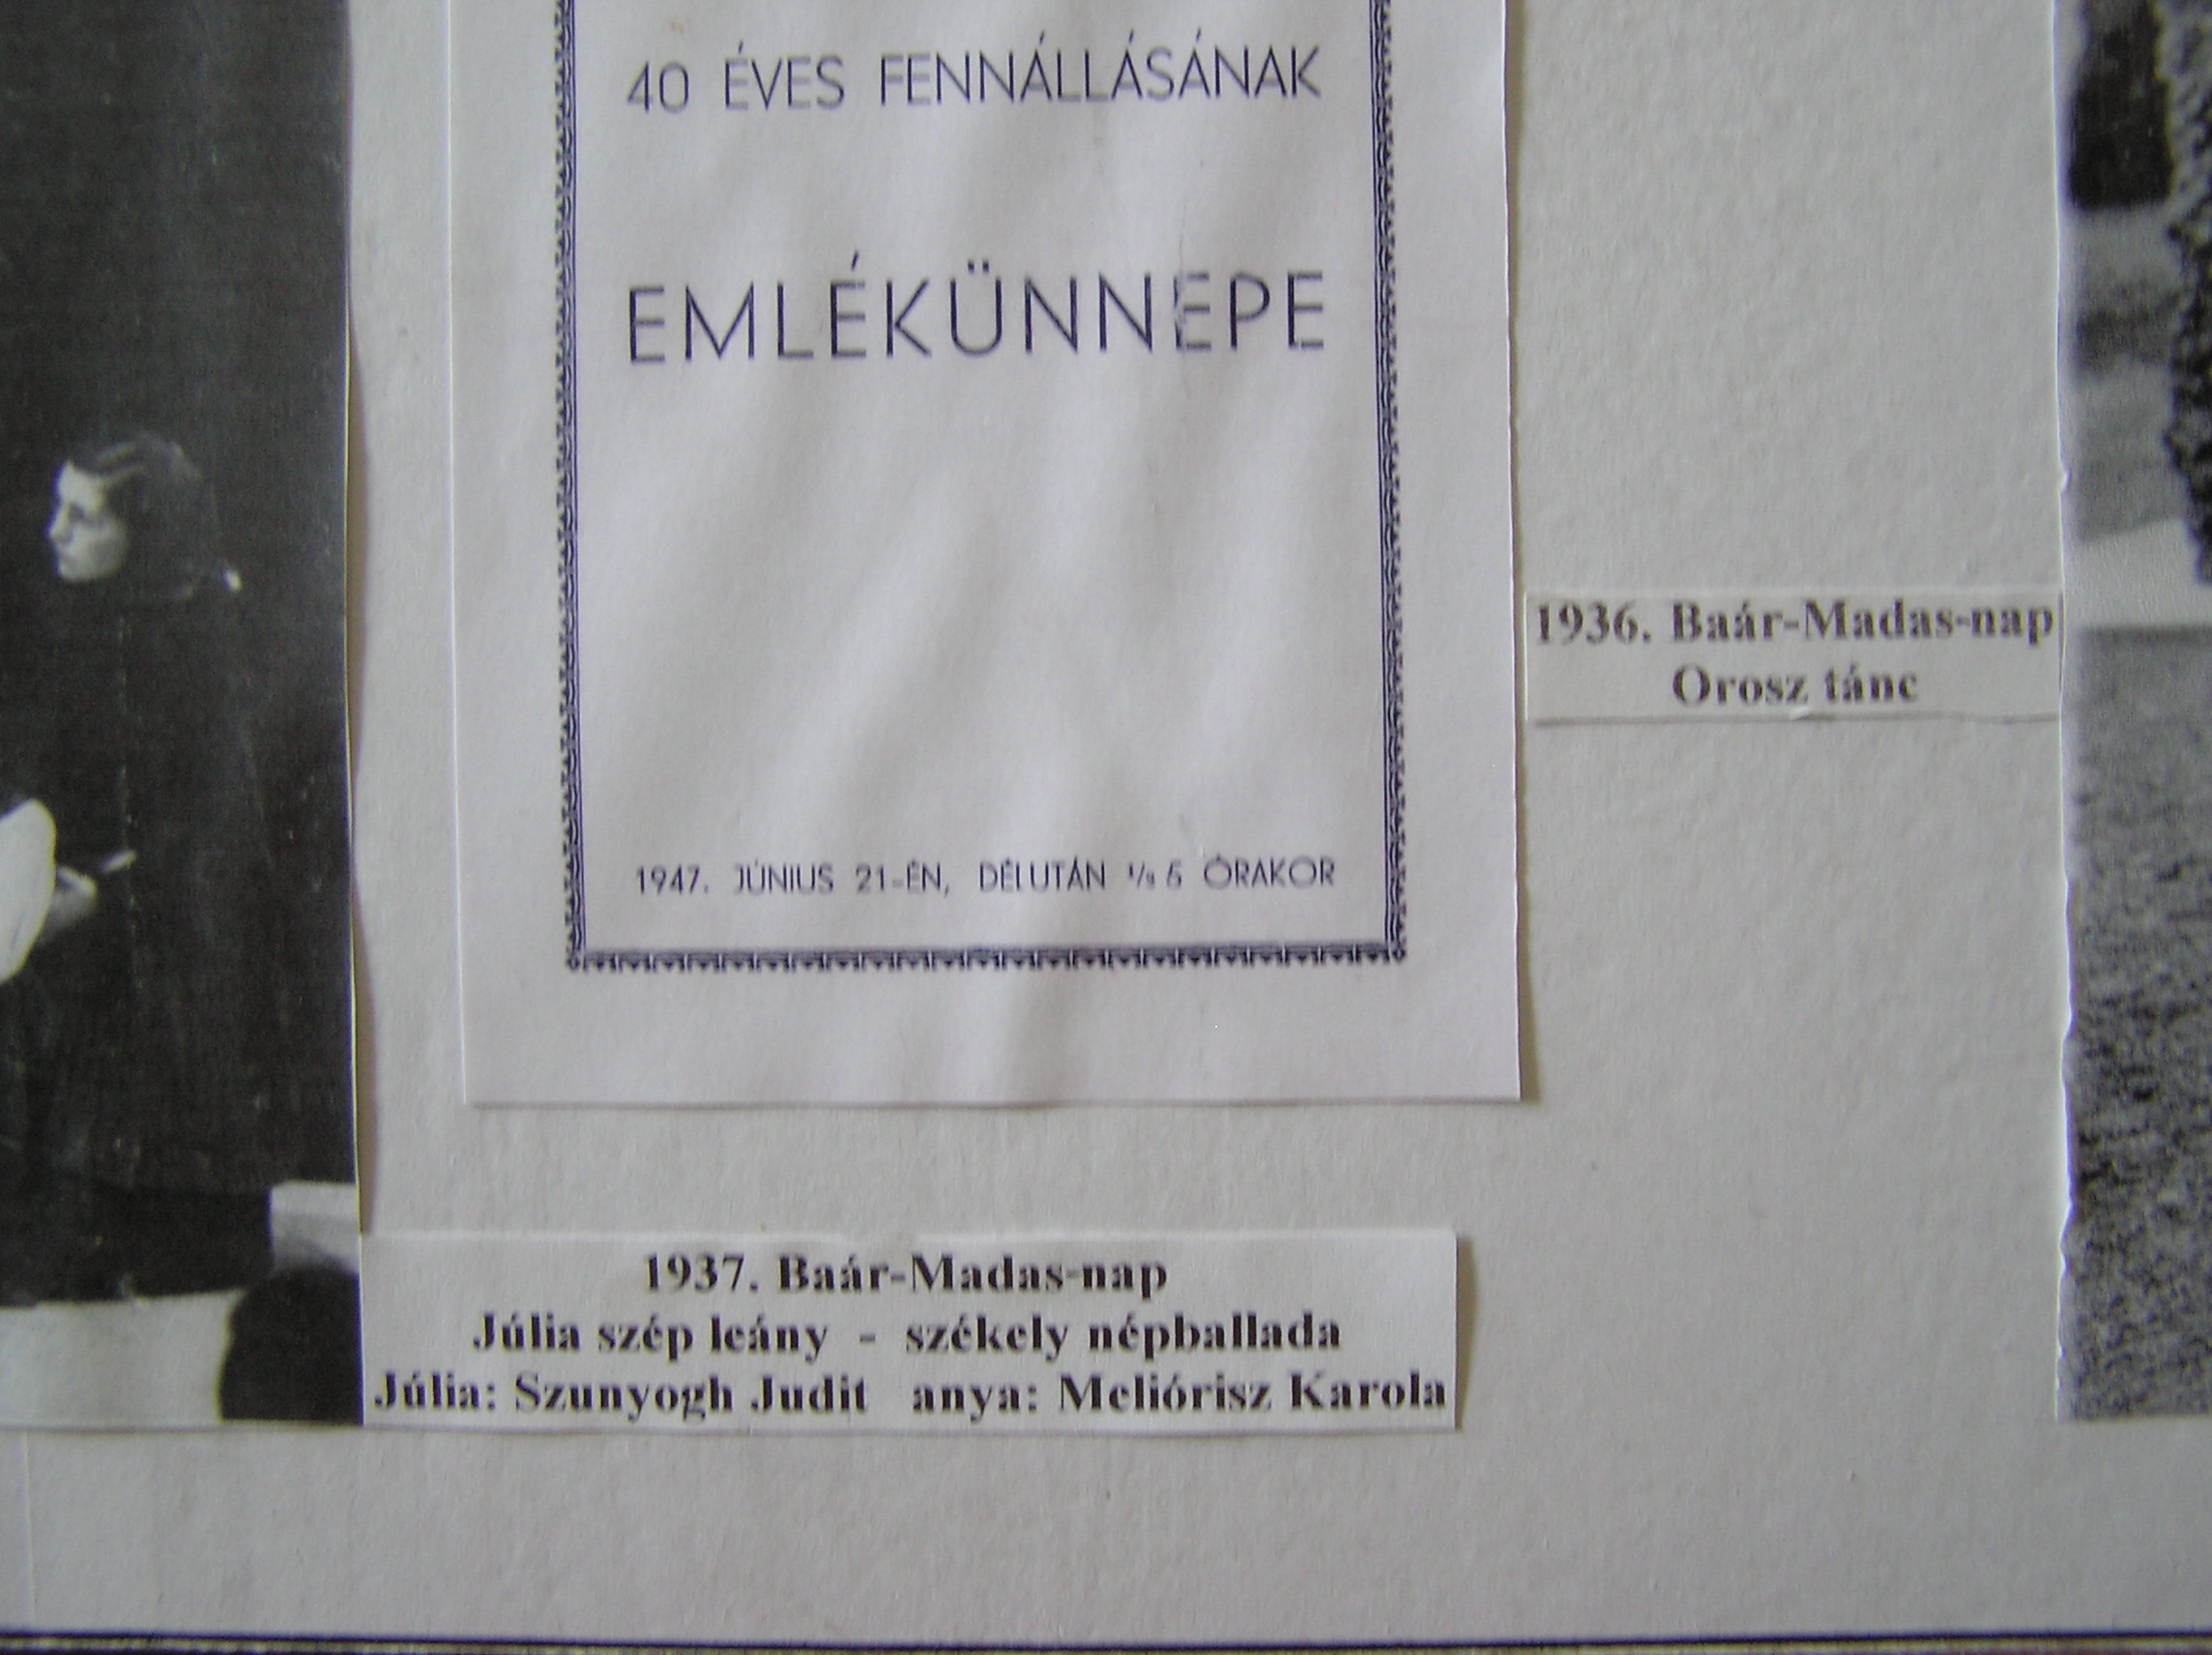 40 ÉVES FENNÁLLÁSÁNAK
EMLÉKÜNNEPE
1947. JÚNIUS 21-ÉN, DÉLUTÁN ½ 5 ÓRAKOR
1936. Baár-Madas-nap
Orosz tánc
1937. Baár-Madas-nap
Júlia szép leány - székely népballada
Júlia: Szunyogh Judit anya: Meliórisz Karola